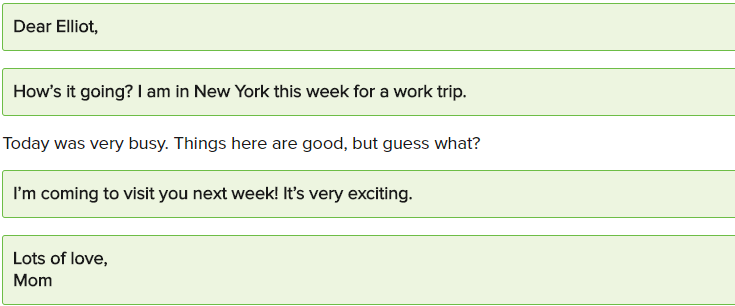 Dear Elliot,
How’s it going? I am in New York this week for a work trip.
Today was very busy. Things here are good, but guess what?
I’m coming to visit you next week! It’s very exciting.
Lots of love,
Mom